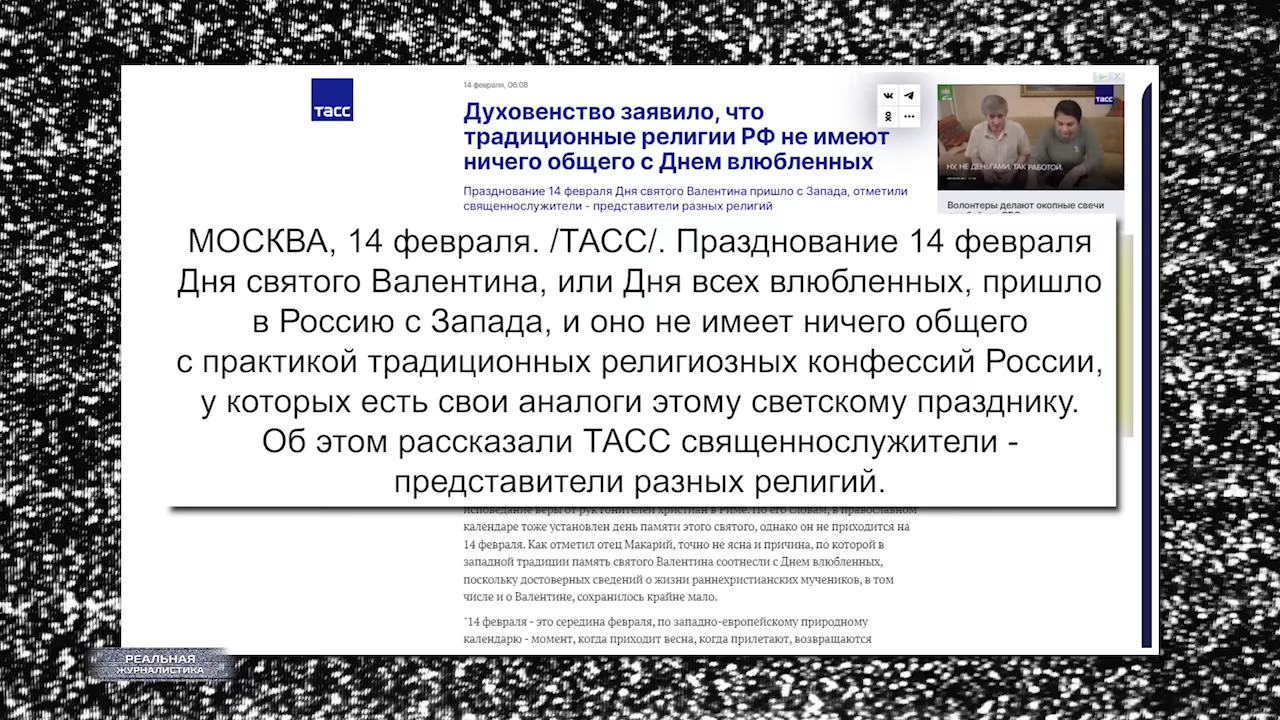 14 февраля, 06:08
тасс
Духовенство заявило, что
традиционные религии РФ не имеют
ничего общего с Днем влюбленных
Празднование 14 февраля Дня святого Валентина пришло с Запада, отметили
священнослужители - представители разных религий
тасс
НУ, НЕ ДЕНЬГАМИ, ТАК РАБОТОЙ.
Волонтеры делают окопные свечи
МОСКВА, 14 февраля. /ТАСС/. Празднование 14 февраля
Дня святого Валентина, или Дня всех влюбленных, пришло
в Россию с Запада, и оно не имеет ничего общего
с практикой традиционных религиозных конфессий России,
у которых есть свои аналоги этому светскому празднику.
Об этом рассказали ТАСС священнослужители -
представители разных религий.
исповедание веры от рук гонителей христиан в Риме. По его словам, в православном
календаре тоже установлен день памяти этого святого, однако он не приходится на
14 февраля. Как отметил отец Макарий, точно не ясна и причина, по которой в
западной традиции память святого Валентина соотнесли с Днем влюбленных,
поскольку достоверных сведений о жизни раннехристианских мучеников, в том
числе и о Валентине, сохранилось крайне мало.
"14 февраля - это середина февраля, по западно-европейскому природному
календарю - момент, когда приходит весна, когда прилетают, возвращаются
РЕАЛЬНАЯ
ЖУРНАЛИСТИКА